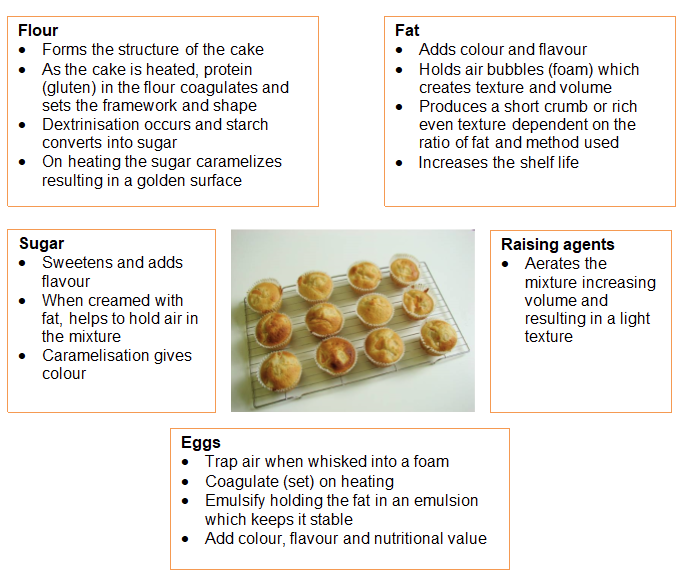 Flour
• Forms the structure of the cake
• As the cake is heated, protein
(gluten) in the flour coagulates and
sets the framework and shape
• Dextrinisation occurs and starch
converts into sugar
• On heating the sugar caramelizes
resulting in a golden surface
Fat
• Adds colour and flavour
• Holds air bubbles (foam) which
creates texture and volume
• Produces a short crumb or rich
even texture dependent on the
ratio of fat and method used
• Increases the shelf life
Sugar
• Sweetens and adds
flavour
• When creamed with
fat, helps to hold air in
the mixture
• Caramelisation gives
colour
Raising agents
• Aerates the
mixture increasing
volume and
resulting in a light
texture
Eggs
• Trap air when whisked into a foam
• Coagulate (set) on heating
• Emulsify holding the fat in an emulsion
which keeps it stable
• Add colour, flavour and nutritional value